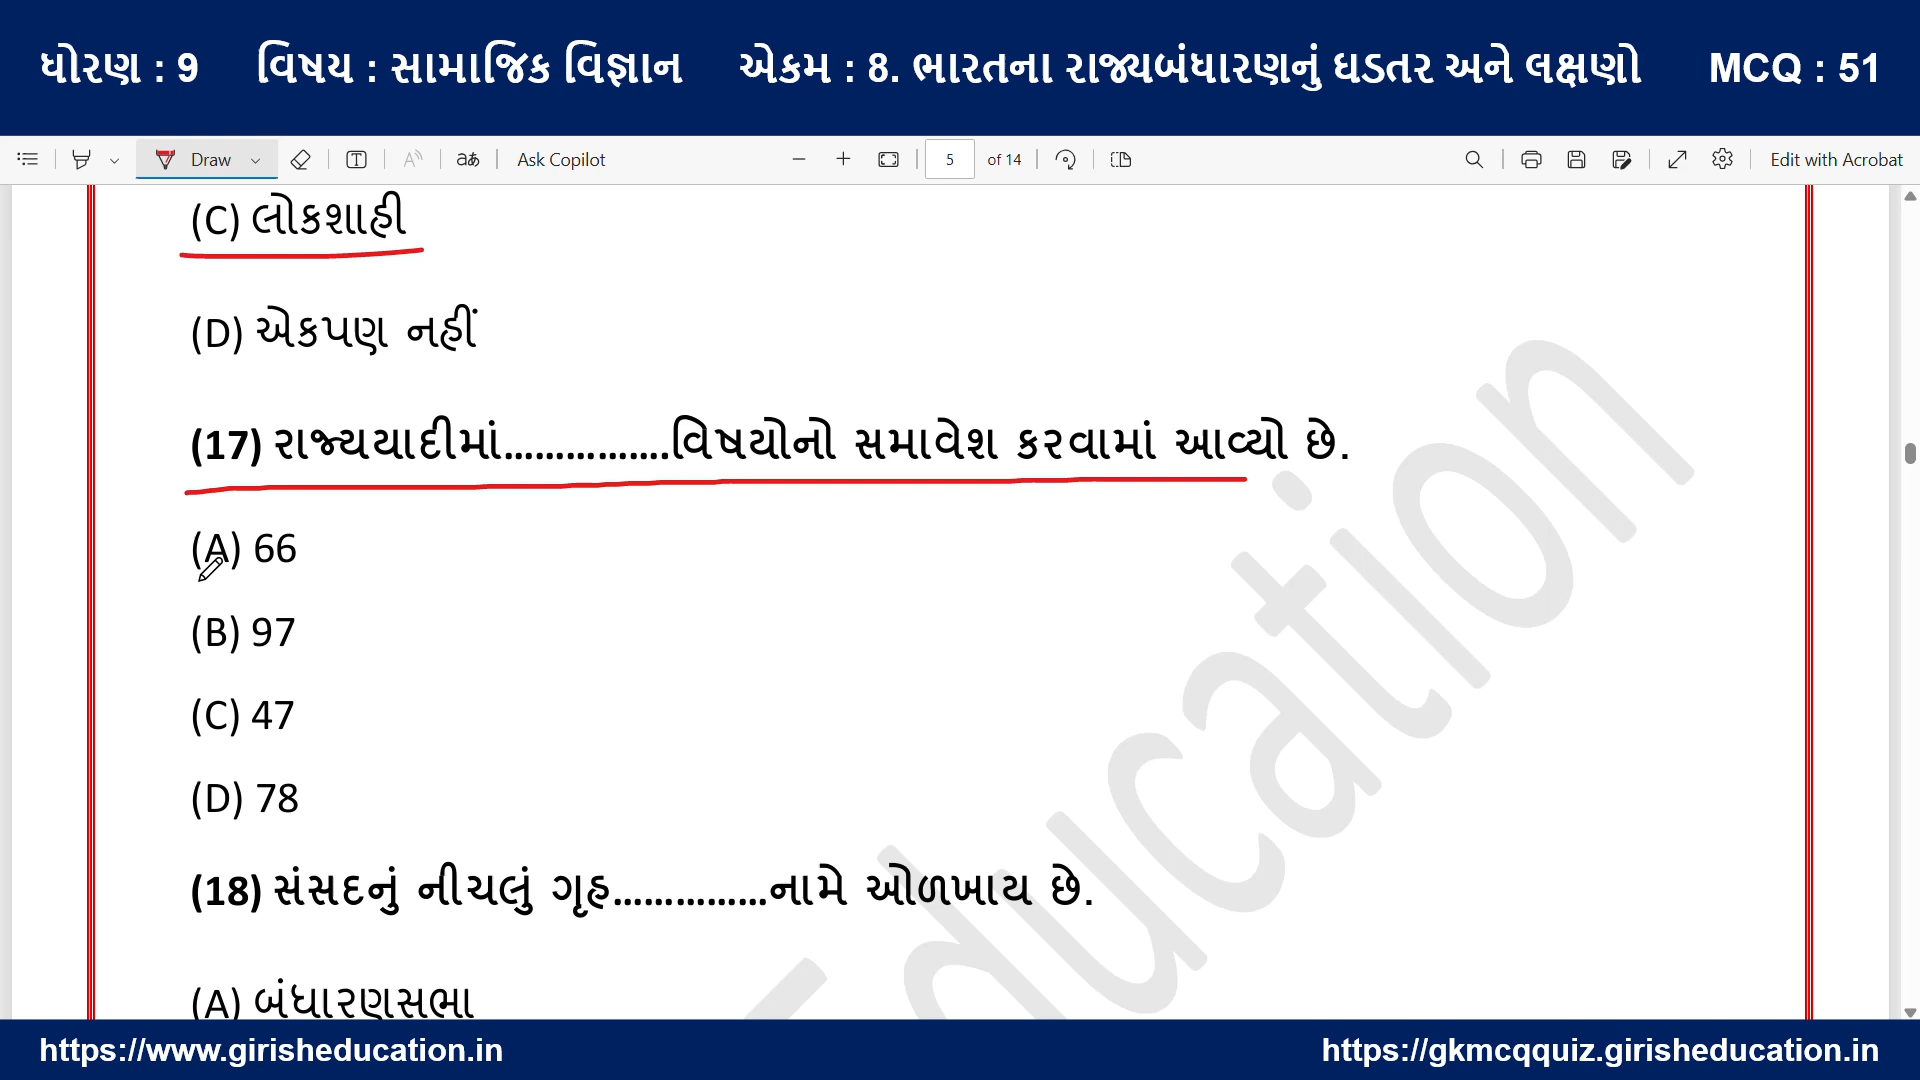 ધોરણ : 9 વિષય : સામાજિક વિજ્ઞાન એકમ : 8. ભારતના રાજ્યબંધારણનું ઘડતર અને લક્ષણો MCQ : 51
Draw aあ Ask Copilot 5 of 14 Edit with Acrobat
(C) લોકશાહી
(D) એકપણ નહીં
(17) રાજ્યયાદીમાં................વિષયોનો સમાવેશ કરવામાં આવ્યો છે.
(A) 66
(B) 97
(C) 47
(D) 78
(18) સંસદનું નીચલું ગૃહ...............નામે ઓળખાય છે.
(A) બંધારણસભા
Education
https://www.girisheducation.in https://gkmcqquiz.girisheducation.in